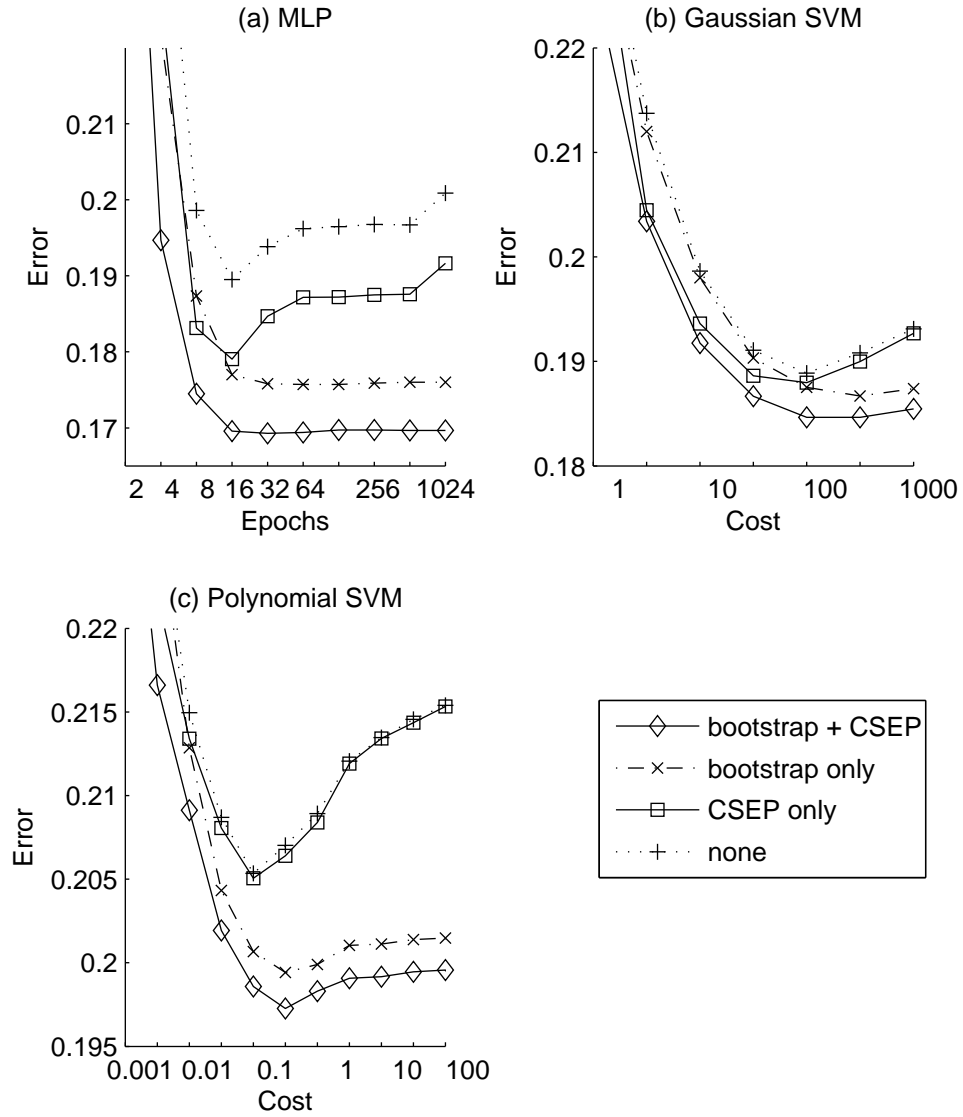 (a) MLP
0.21
0.2
0.19
0.18
0.17
Error
2 4 8 16 32 64 256 1024
Epochs
(b) Gaussian SVM
0.22
0.21
0.2
0.19
0.18
Error
1 10 100 1000
Cost
(c) Polynomial SVM
0.22
0.215
0.21
0.205
0.2
0.195
Error
0.001 0.01 0.1 1 10 100
Cost
bootstrap + CSEP
bootstrap only
CSEP only
none